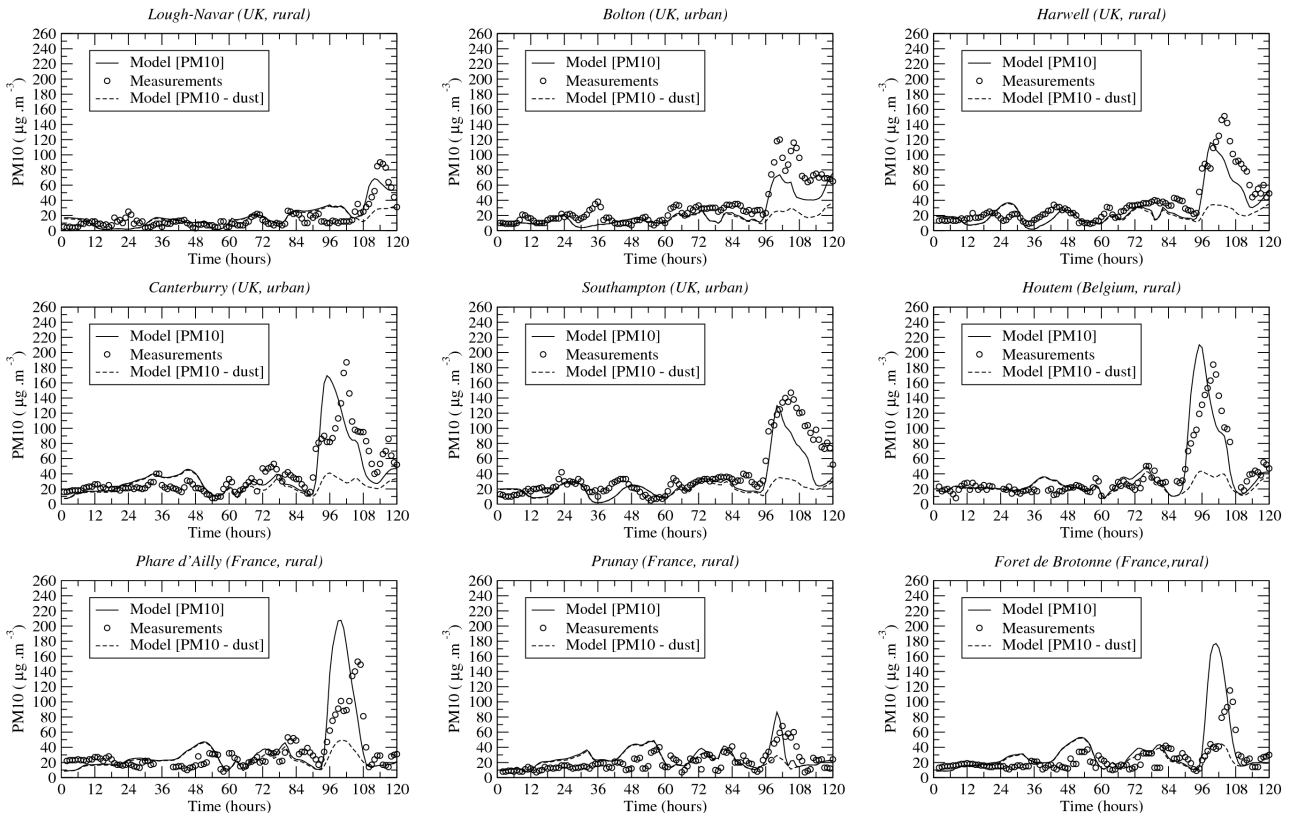 Lough-Navar (UK, rural)
260
240
220
200
180
160
140
120
100
80
60
40
20
0
PM10 ( µg .m -3 )
Model [PM10]
Measurements
Model [PM10 - dust]
0 12 24 36 48 60 72 84 96 108 120
Time (hours)
Bolton (UK, urban)
260
240
220
200
180
160
140
120
100
80
60
40
20
0
PM10 ( µg .m -3 )
Model [PM10]
Measurements
Model [PM10 - dust]
0 12 24 36 48 60 72 84 96 108 120
Time (hours)
Harwell (UK, rural)
260
240
220
200
180
160
140
120
100
80
60
40
20
0
PM10 ( µg .m -3 )
Model [PM10]
Measurements
Model [PM10 - dust]
0 12 24 36 48 60 72 84 96 108 120
Time (hours)
Canterburry (UK, urban)
260
240
220
200
180
160
140
120
100
80
60
40
20
0
PM10 ( µg .m -3 )
Model [PM10]
Measurements
Model [PM10 - dust]
0 12 24 36 48 60 72 84 96 108 120
Time (hours)
Southampton (UK, urban)
260
240
220
200
180
160
140
120
100
80
60
40
20
0
PM10 ( µg .m -3 )
Model [PM10]
Measurements
Model [PM10 - dust]
0 12 24 36 48 60 72 84 96 108 120
Time (hours)
Houtem (Belgium, rural)
260
240
220
200
180
160
140
120
100
80
60
40
20
0
PM10 ( µg .m -3 )
Model [PM10]
Measurements
Model [PM10 - dust]
0 12 24 36 48 60 72 84 96 108 120
Time (hours)
Phare d'Ailly (France, rural)
260
240
220
200
180
160
140
120
100
80
60
40
20
0
PM10 ( µg .m -3 )
Model [PM10]
Measurements
Model [PM10 - dust]
0 12 24 36 48 60 72 84 96 108 120
Time (hours)
Prunay (France, rural)
260
240
220
200
180
160
140
120
100
80
60
40
20
0
PM10 ( µg .m -3 )
Model [PM10]
Measurements
Model [PM10 - dust]
0 12 24 36 48 60 72 84 96 108 120
Time (hours)
Foret de Brotonne (France,rural)
260
240
220
200
180
160
140
120
100
80
60
40
20
0
PM10 ( µg .m -3 )
Model [PM10]
Measurements
Model [PM10 - dust]
0 12 24 36 48 60 72 84 96 108 120
Time (hours)